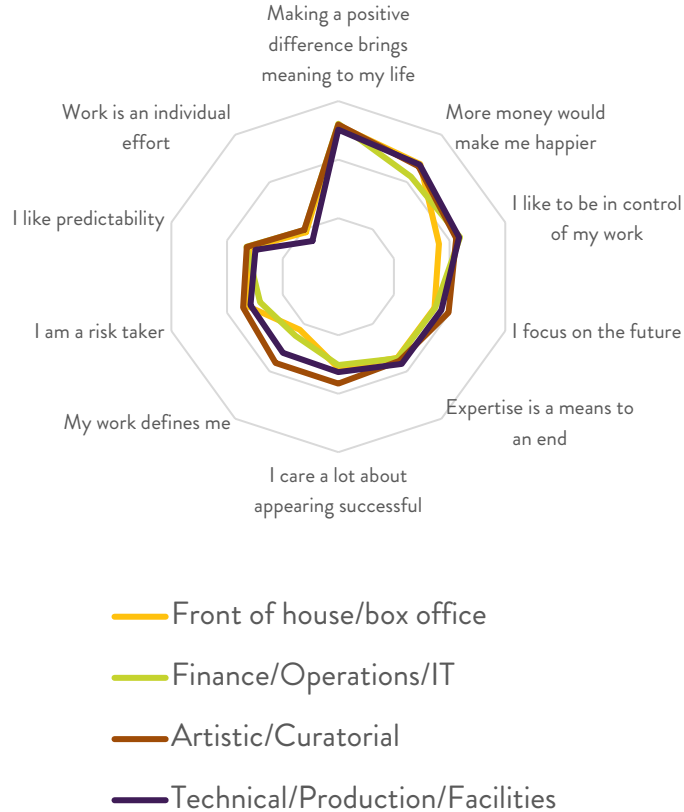 Making a positive
difference brings
meaning to my life
Work is an individual
effort
More money would
make me happier
I like predictability
I like to be in control
of my work
I am a risk taker
I focus on the future
My work defines me
Expertise is a means to
an end
I care a lot about
appearing successful
Front of house/box office
Finance/Operations/IT
Artistic/Curatorial
Technical/Production/Facilities